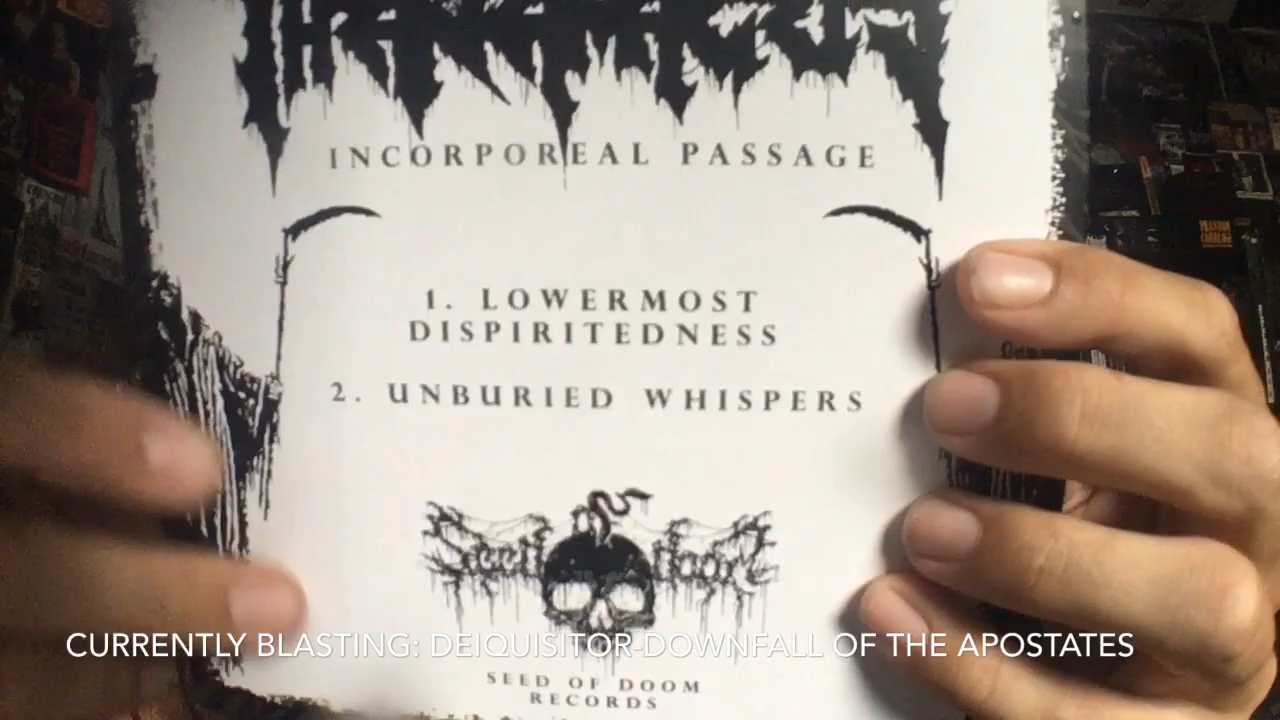 INCORPOREAL PASSAGE
1. LOWERMOST
DISPIRITEDNESS
2. UNBURIED WHISPERS
CURRENTLY BLASTING: DEIQUISITOR-DOWNFALL OF THE APOSTATES
SEED OF DOOM
RECORDS